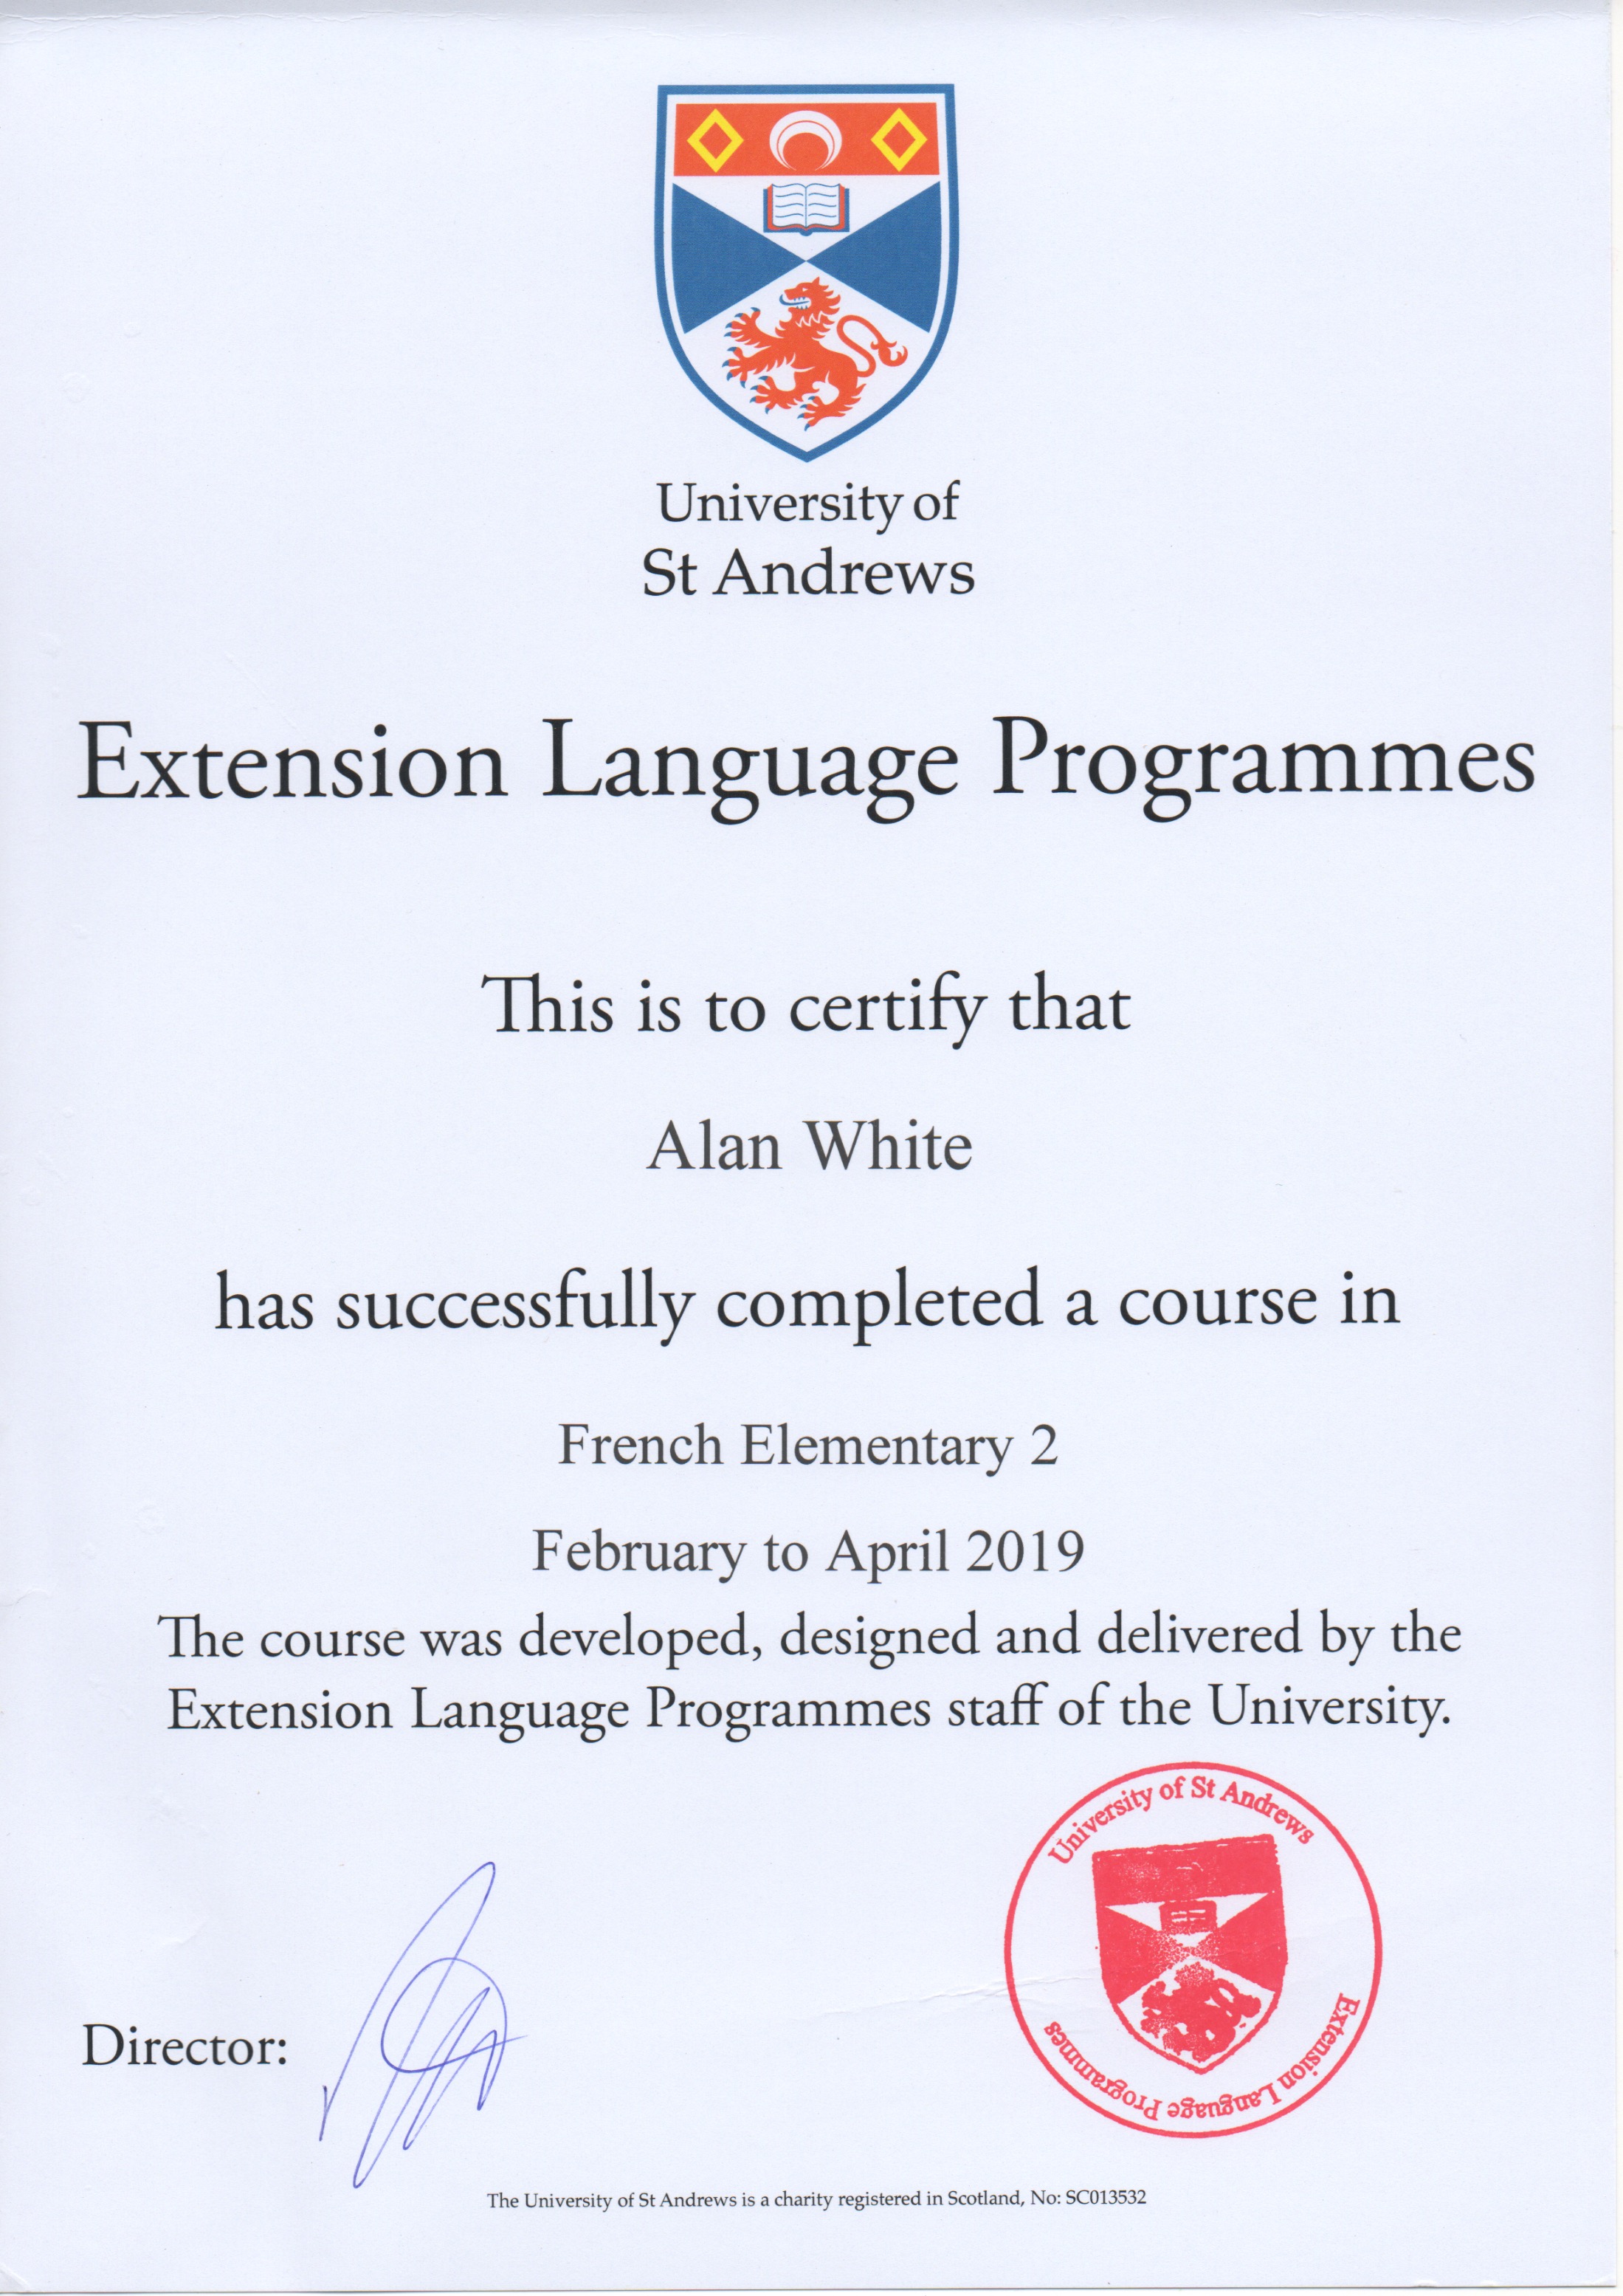 University of
St Andrews
Extension Language Programmes
This is to certify that
Alan White
has successfully completed a course in
French Elementary 2
February to April 2019
The course was developed, designed and delivered by the
Extension Language Programmes staff of the University.
University of St Andrews
Extension Language Programmes
Director:
The University of St Andrews is a charity registered in Scotland, No: SC013532